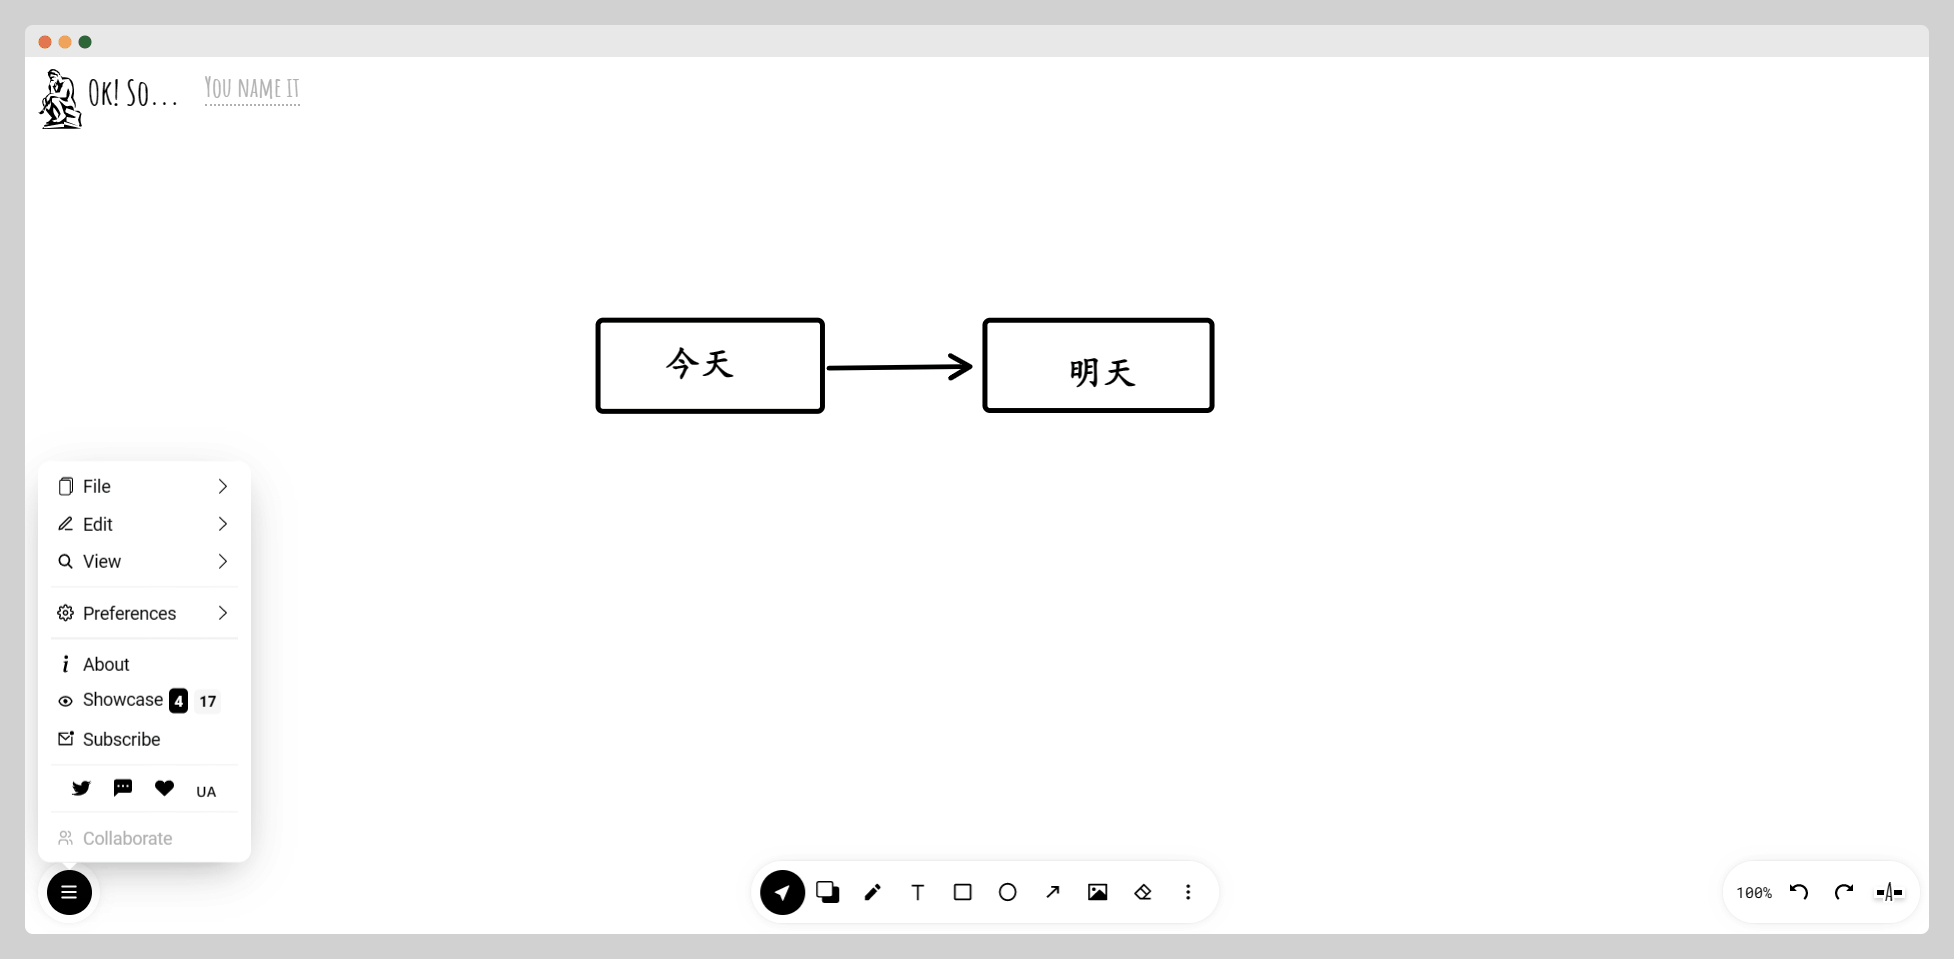 Ok! So...
You name it
今天
明天
File
Edit
View
Preferences
About
Showcase 4 17
Subscribe
UA
Collaborate
T
100%
A